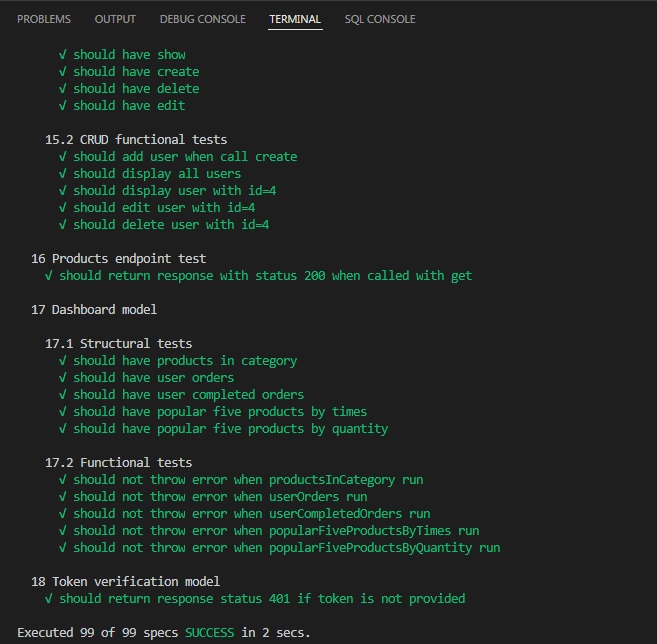 PROBLEMS OUTPUT DEBUG CONSOLE TERMINAL SQL CONSOLE
√ should have show
√ should have create
√ should have delete
√ should have edit
15.2 CRUD functional tests
√ should add user when call create
√ should display all users
√ should display user with id=4
√ should edit user with id=4
√ should delete user with id=4
16 Products endpoint test
√ should return response with status 200 when called with get
17 Dashboard model
17.1 Structural tests
√ should have products in category
√ should have user orders
√ should have user completed orders
√ should have popular five products by times
√ should have popular five products by quantity
17.2 Functional tests
√ should not throw error when productsInCategory run
√ should not throw error when userOrders run
√ should not throw error when userCompletedOrders run
√ should not throw error when popularFiveProductsByTimes run
√ should not throw error when popularFiveProductsByQuantity run
18 Token verification model
√ should return response status 401 if token is not provided
Executed 99 of 99 specs SUCCESS in 2 secs.